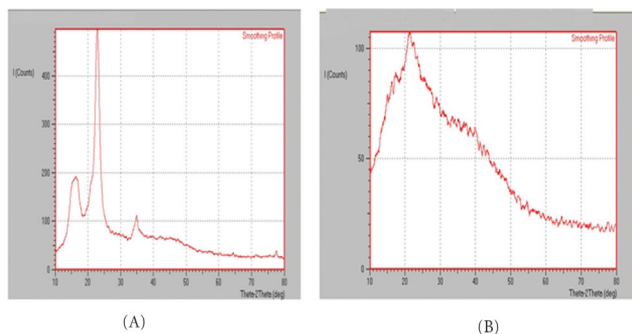 Smoothing Profile
I (Counts)
400
300
200
100
0
10 20 30 40 50 60 70 80
Theta-2Theta (deg)
(A)
Smoothing Profile
I (Counts)
100
50
0
10 20 30 40 50 60 70 80
Theta-2Theta (deg)
(B)